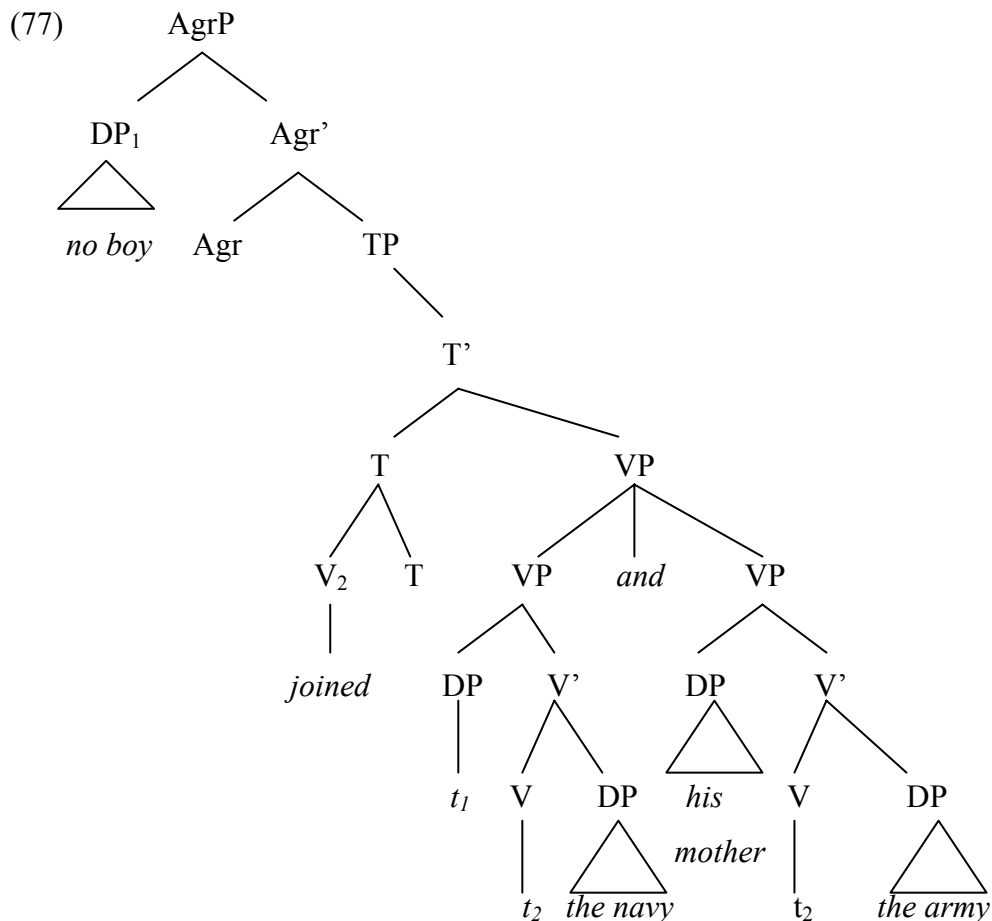 (77) AgrP
DP1 Agr’
no boy Agr TP
T’
T VP
V2 T VP and VP
joined DP V’ DP V’
t1 V DP his V DP
mother
t2 the navy t2 the army